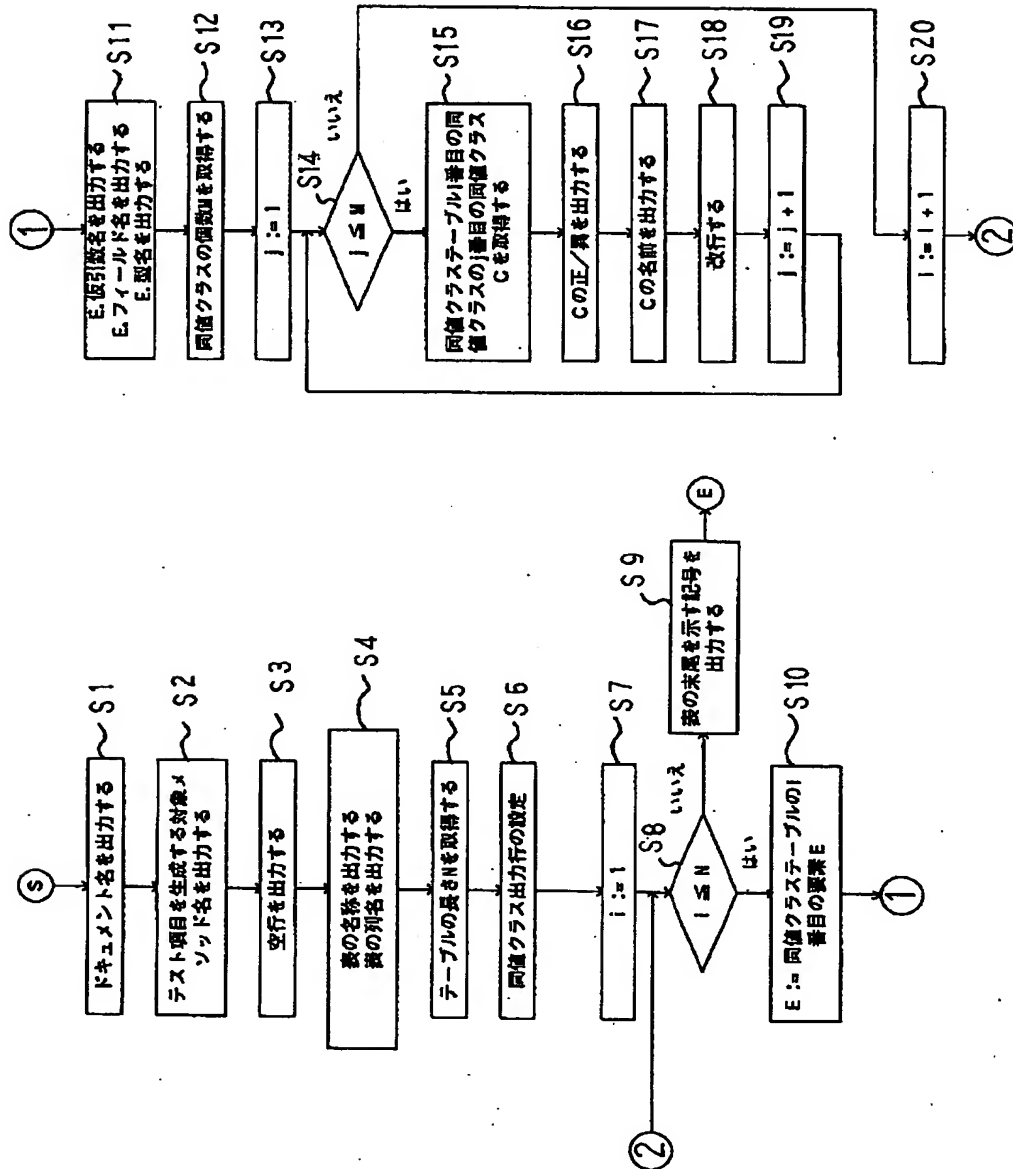 S
ドキュメント名を出力する
S1
テスト項目を生成する対象メ
ソッド名を出力する
S2
空行を出力する
S3
表の名称を出力する
表の列名を出力する
S4
テーブルの長さNを取得する
S5
同値クラス出力行の設定
S6
i := 1
S7
2
i ≦ N
S8
いいえ
はい
表の末尾を示す記号を
出力する
S9
E
E := 同値クラステーブルのi
番目の要素E
S10
1
1
E.仮引数名を出力する
E.フィールド名を出力する
E.型名を出力する
S11
同値クラスの個数Mを取得する
S12
j := 1
S13
j ≦ M
S14
いいえ
はい
同値クラステーブルi番目の同
値クラスのj番目の同値クラス
Cを取得する
S15
Cの正/異を出力する
S16
Cの名前を出力する
S17
改行する
S18
j := j + 1
S19
i := i + 1
S20
2